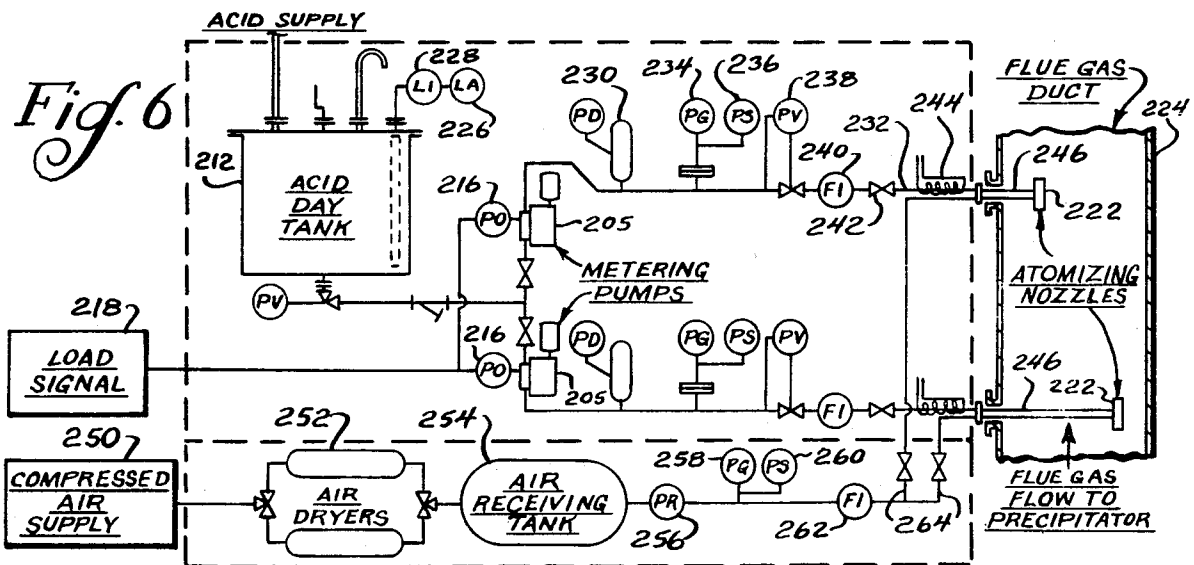 Fig. 6
ACID SUPPLY
228
LI
LA
226
212
ACID
DAY
TANK
PV
230
PD
234
PG
236
PS
238
PV
240
FI
242
232
244
FLUE GAS
DUCT
224
246
222
216
PO
205
METERING
PUMPS
ATOMIZING
NOZZLES
218
LOAD
SIGNAL
216
PO
205
PD
PG
PS
PV
FI
246
222
250
COMPRESSED
AIR
SUPPLY
252
AIR
DRYERS
254
AIR
RECEIVING
TANK
PR
256
258
PG
PS
260
FI
262
264
FLUE GAS
FLOW TO
PRECIPITATOR